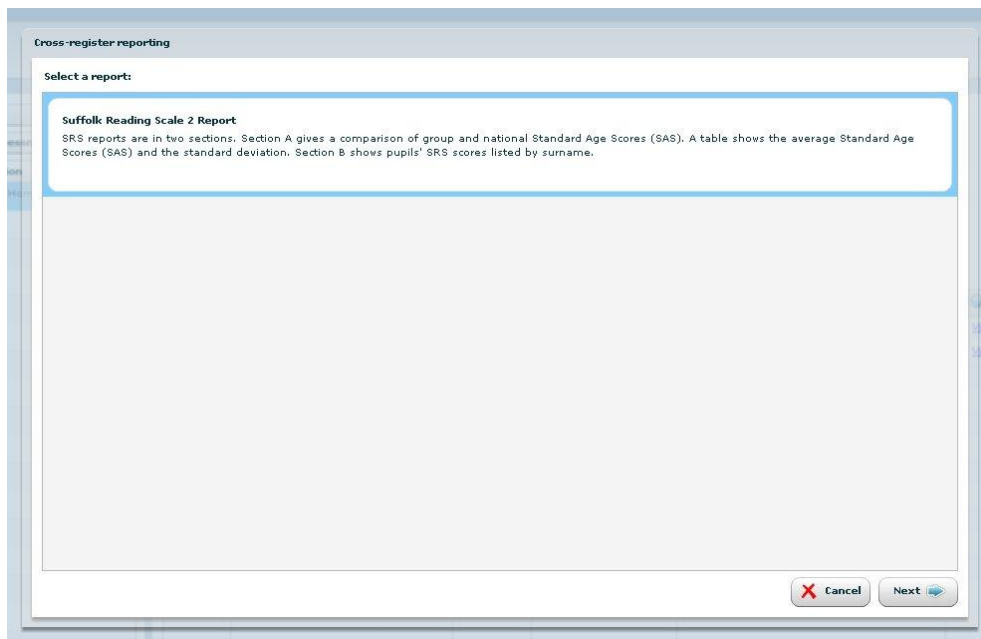 Cross-register reporting
Select a report:
Suffolk Reading Scale 2 Report
SRS reports are in two sections. Section A gives a comparison of group and national Standard Age Scores (SAS). A table shows the average Standard Age
Scores (SAS) and the standard deviation. Section B shows pupils' SRS scores listed by surname.
Cancel
Next